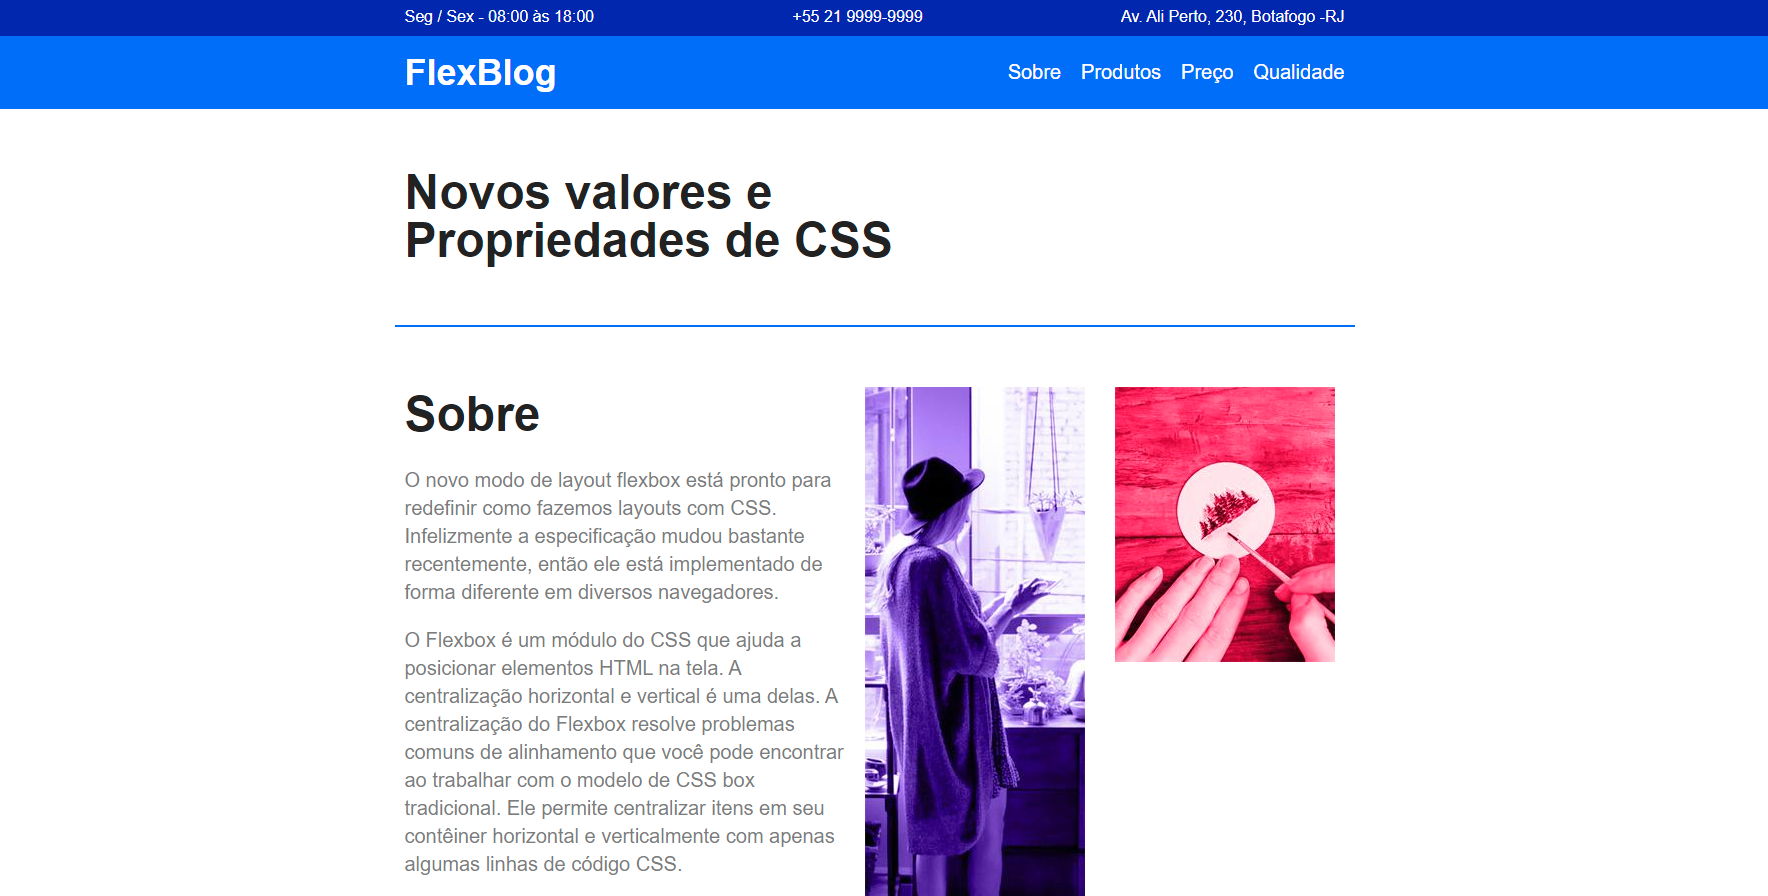 Seg / Sex - 08:00 às 18:00
+55 21 9999-9999
Av. Ali Perto, 230, Botafogo -RJ
FlexBlog
Sobre
Produtos
Preço
Qualidade
Novos valores e
Propriedades de CSS
Sobre
O novo modo de layout flexbox está pronto para
redefinir como fazemos layouts com CSS.
Infelizmente a especificação mudou bastante
recentemente, então ele está implementado de
forma diferente em diversos navegadores.
O Flexbox é um módulo do CSS que ajuda a
posicionar elementos HTML na tela. A
centralização horizontal e vertical é uma delas. A
centralização do Flexbox resolve problemas
comuns de alinhamento que você pode encontrar
ao trabalhar com o modelo de CSS box
tradicional. Ele permite centralizar itens em seu
contêiner horizontal e verticalmente com apenas
algumas linhas de código CSS.